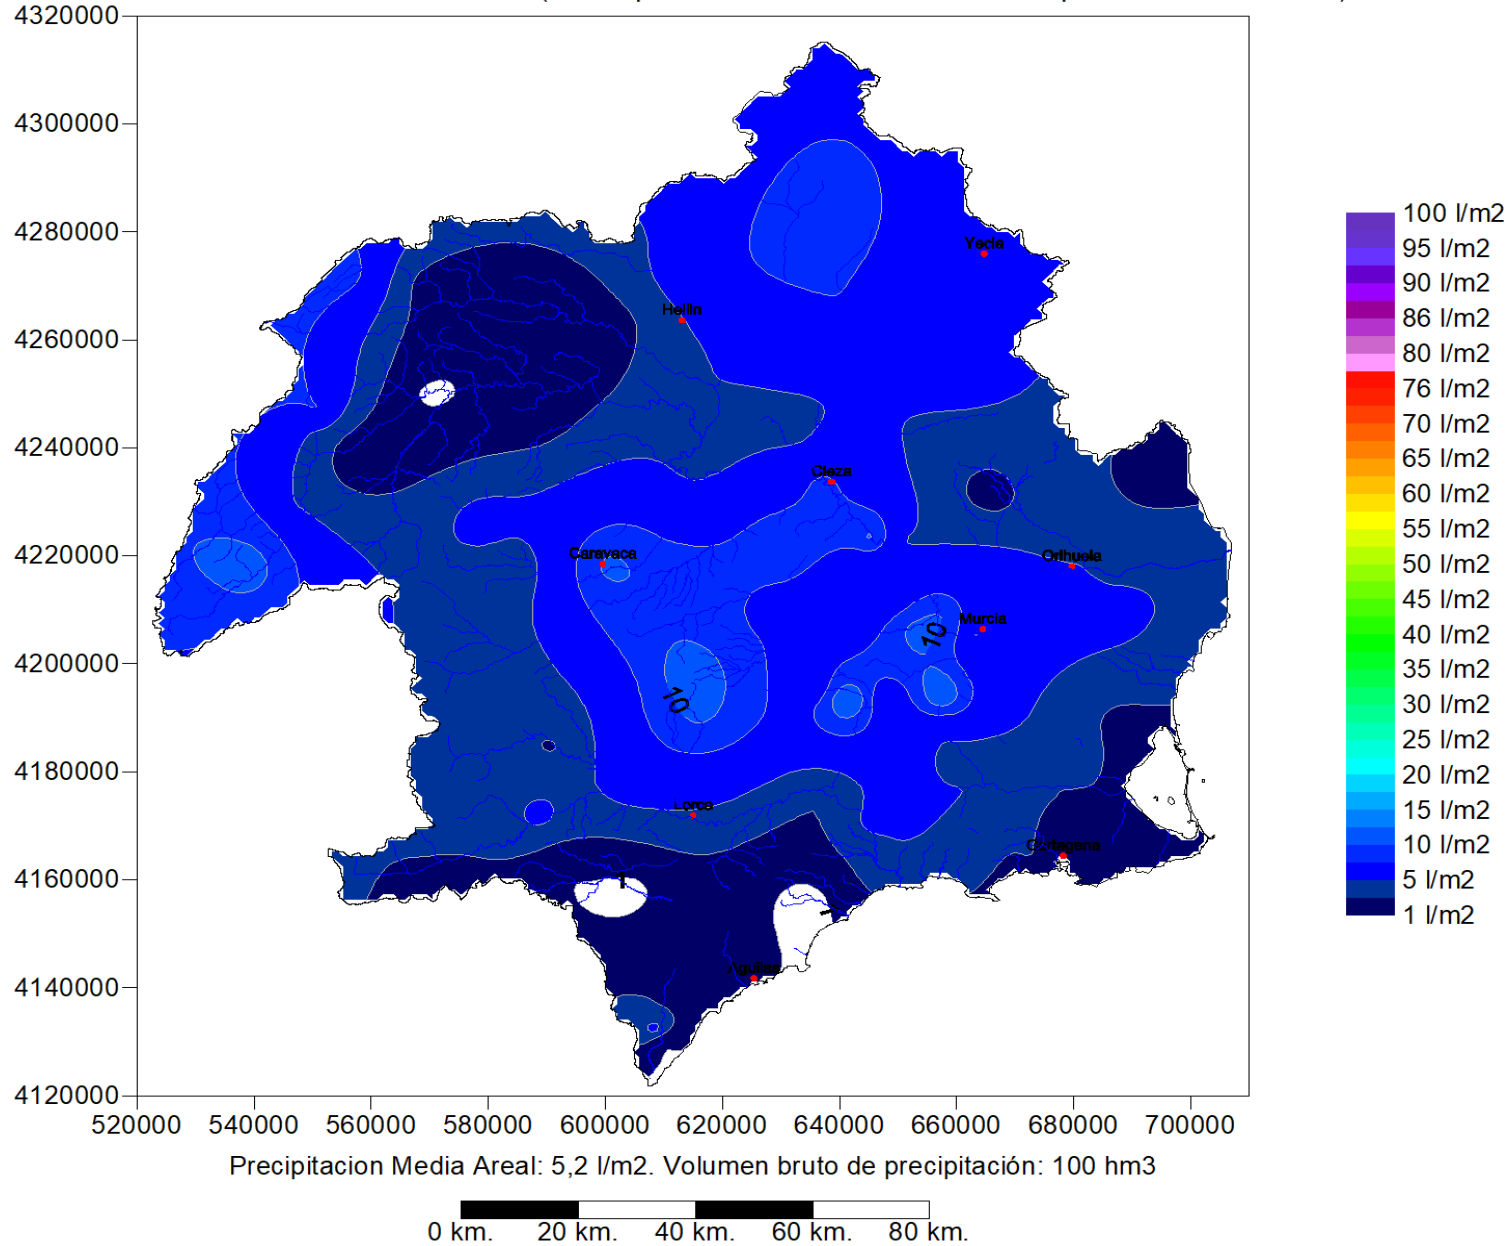 4320000
4300000
4280000
4260000
4240000
4220000
4200000
4180000
4160000
4140000
4120000
520000 540000 560000 580000 600000 620000 640000 660000 680000 700000
Yecla
Hellin
Cieza
Caravaca
Orihuela
Murcia
10
10
Lorca
Cartagena
1
1
Aguilas
100 l/m2
95 l/m2
90 l/m2
86 l/m2
80 l/m2
76 l/m2
70 l/m2
65 l/m2
60 l/m2
55 l/m2
50 l/m2
45 l/m2
40 l/m2
35 l/m2
30 l/m2
25 l/m2
20 l/m2
15 l/m2
10 l/m2
5 l/m2
1 l/m2
Precipitacion Media Areal: 5,2 l/m2. Volumen bruto de precipitación: 100 hm3
0 km. 20 km. 40 km. 60 km. 80 km.